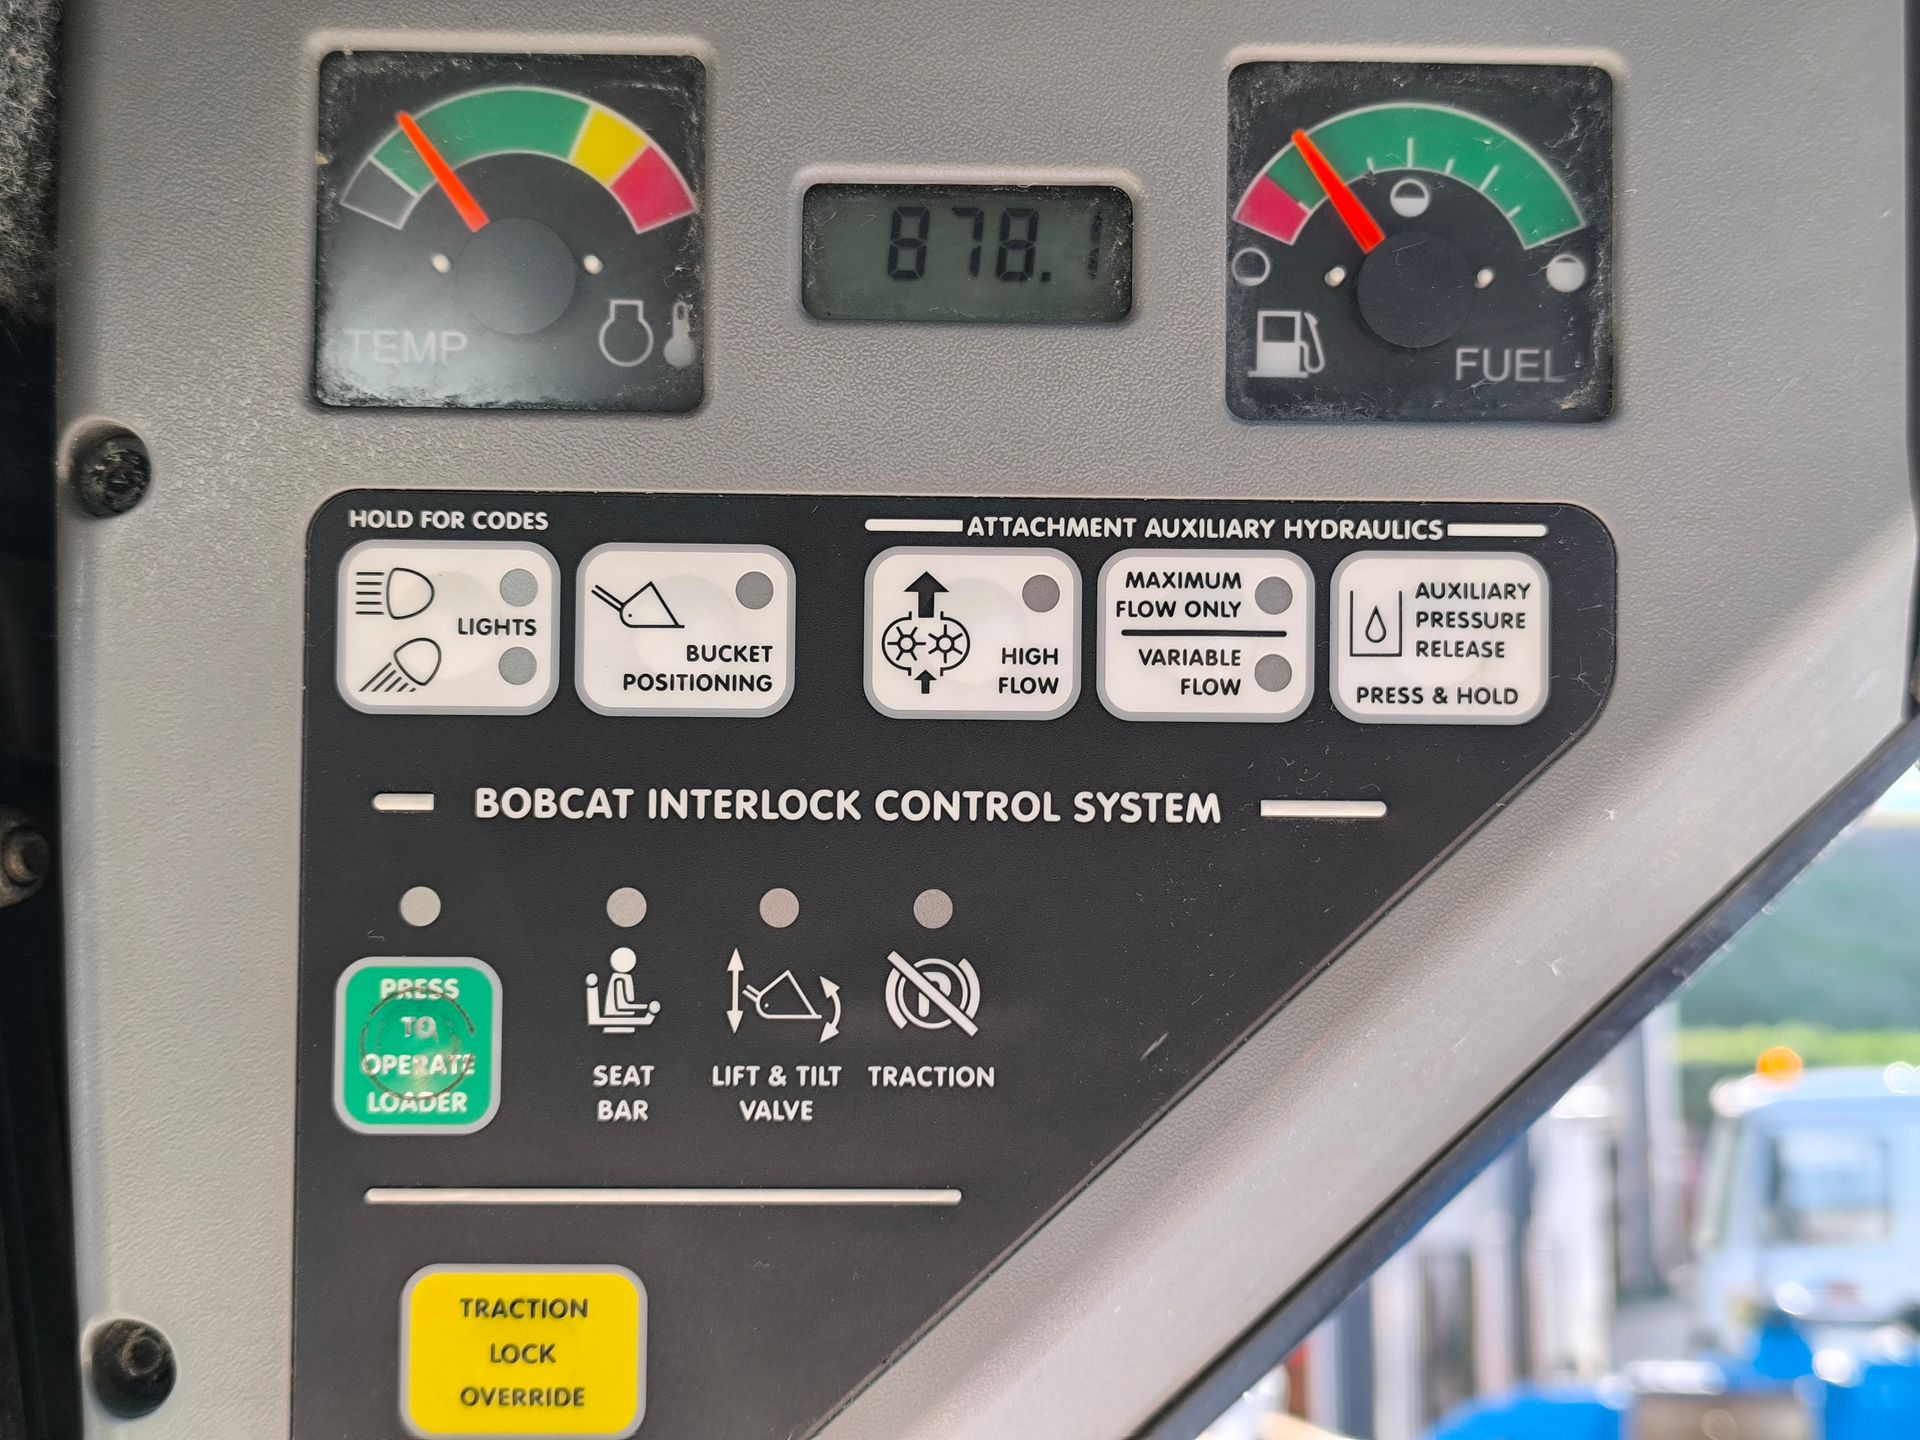 TEMP
878.1
FUEL
HOLD FOR CODES
ATTACHMENT AUXILIARY HYDRAULICS
LIGHTS
BUCKET
POSITIONING
HIGH
FLOW
MAXIMUM
FLOW ONLY
VARIABLE
FLOW
AUXILIARY
PRESSURE
RELEASE
PRESS & HOLD
BOBCAT INTERLOCK CONTROL SYSTEM
PRESS
TO
OPERATE
LOADER
SEAT
BAR
LIFT & TILT
VALVE
P
TRACTION
TRACTION
LOCK
OVERRIDE